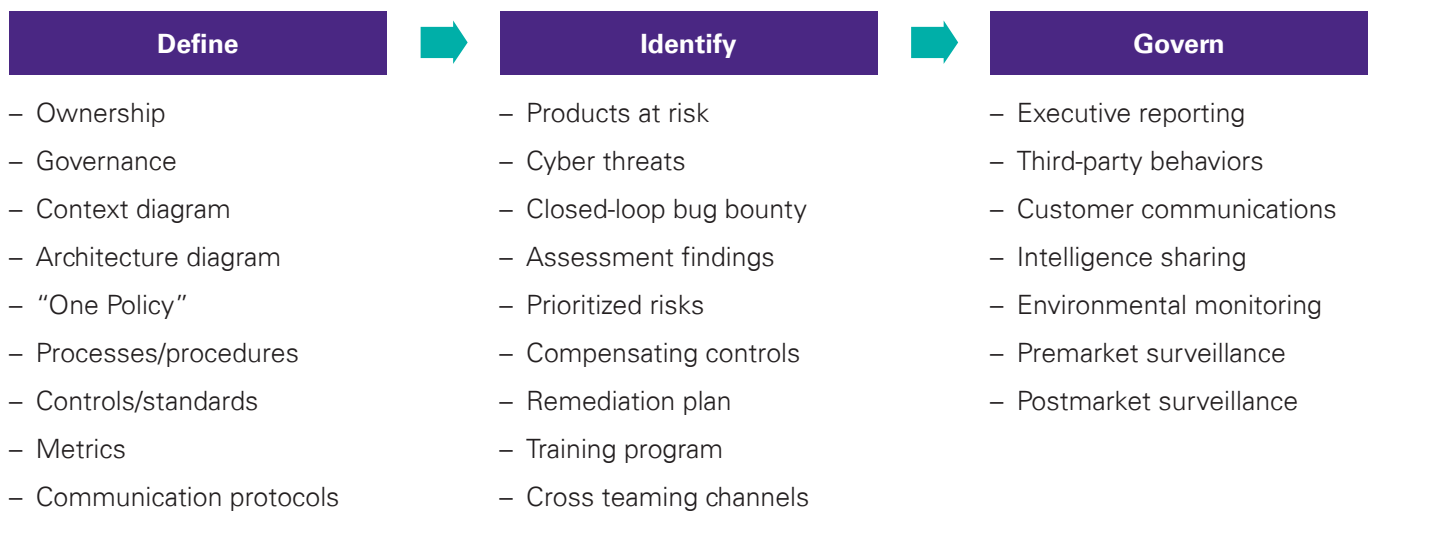 Define
– Ownership
– Governance
– Context diagram
– Architecture diagram
– “One Policy”
– Processes/procedures
– Controls/standards
– Metrics
– Communication protocols
Identify
– Products at risk
– Cyber threats
– Closed-loop bug bounty
– Assessment findings
– Prioritized risks
– Compensating controls
– Remediation plan
– Training program
– Cross teaming channels
Govern
– Executive reporting
– Third-party behaviors
– Customer communications
– Intelligence sharing
– Environmental monitoring
– Premarket surveillance
– Postmarket surveillance